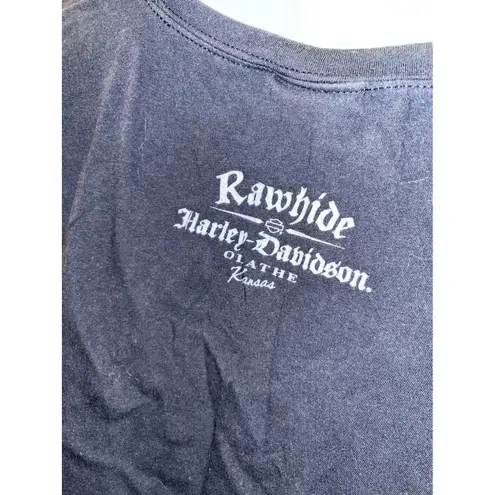 Rawhide
Harley-Davidson.
OLATHE
Kansas